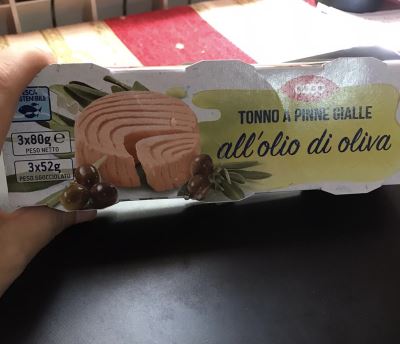 TONNO A PINNE GIALLE
all'olio di oliva
3x80g e
PESO NETTO
3x52g
PESO SGOCCIOLATO